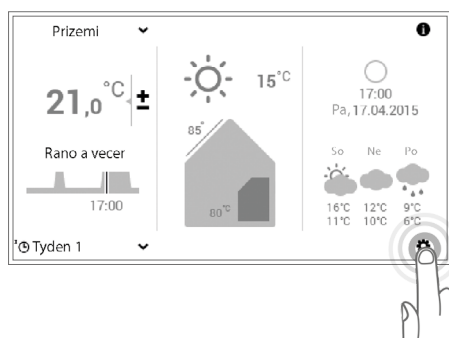 Prizemi
21,0 °C ±
Rano a vecer
17:00
Tyden 1
15°C
85°
80°C
17:00
Pa, 17.04.2015
So Ne Po
16°C 12°C 9°C
11°C 10°C 6°C